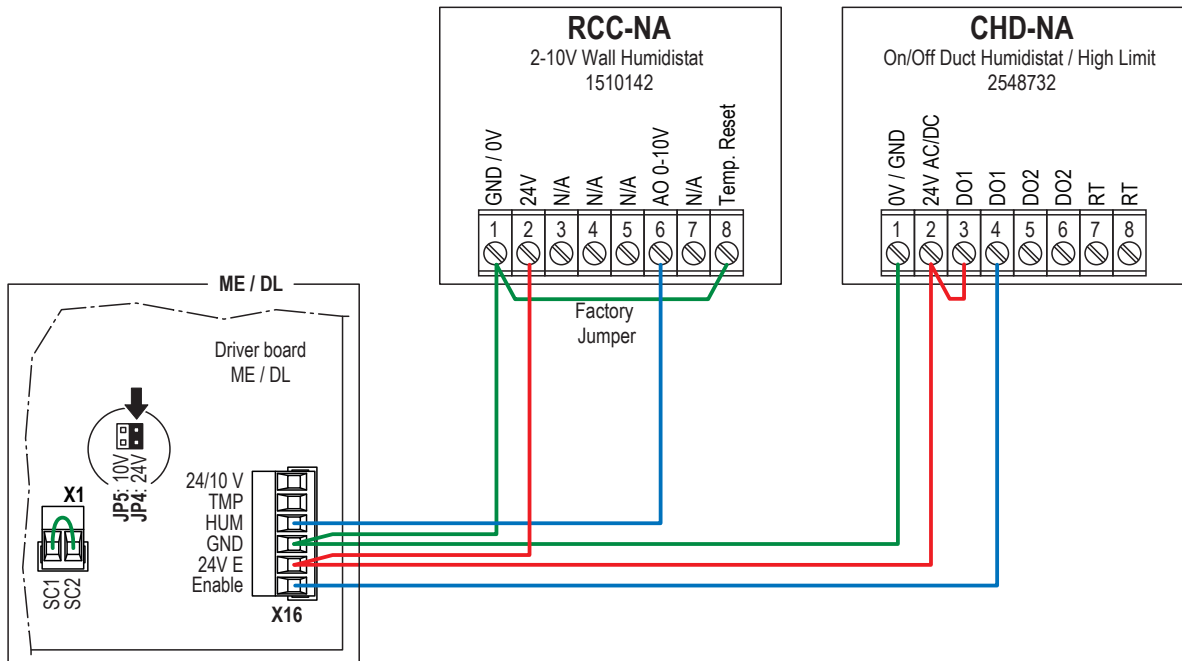 RCC-NA
2-10V Wall Humidistat
1510142
GND / 0V
24V
N/A
N/A
N/A
AO 0-10V
N/A
Temp. Reset
1 2 3 4 5 6 7 8
Factory
Jumper
CHD-NA
On/Off Duct Humidistat / High Limit
2548732
0V / GND
24V AC/DC
DO1
DO1
DO2
DO2
RT
RT
1 2 3 4 5 6 7 8
ME / DL
Driver board
ME / DL
JP5: 10V
JP4: 24V
X1
SC1
SC2
24/10 V
TMP
HUM
GND
24V E
Enable
X16